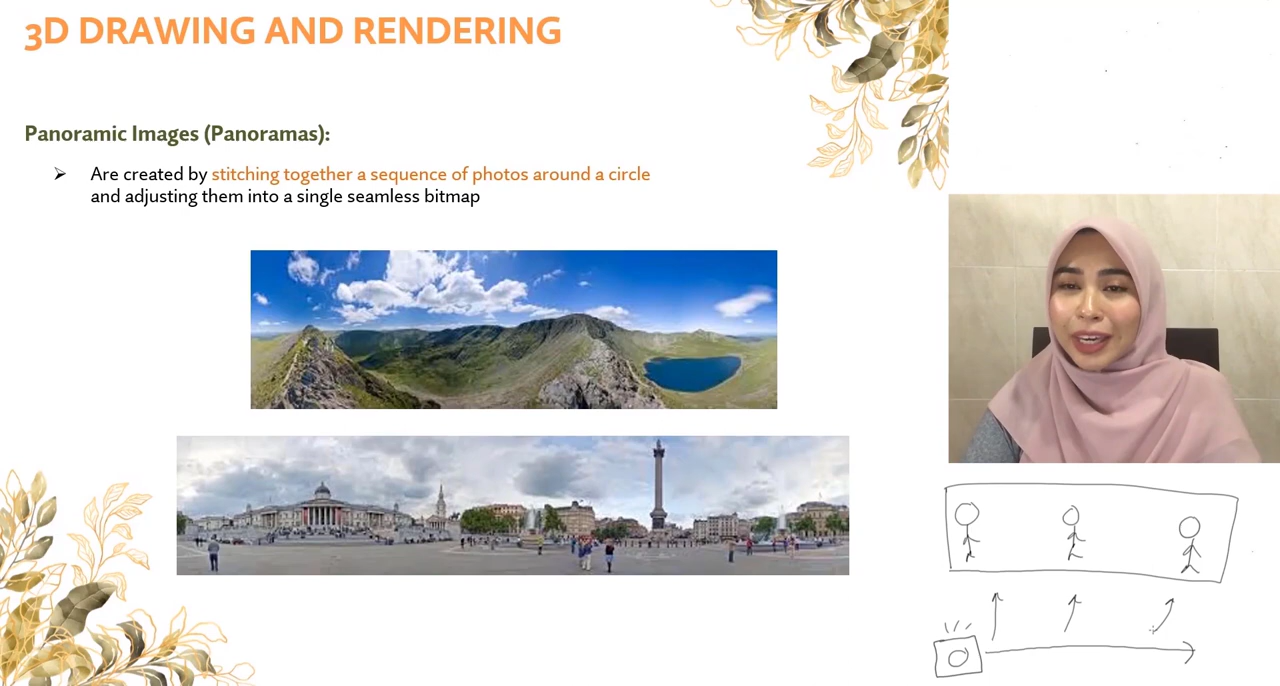 3D DRAWING AND RENDERING
Panoramic Images (Panoramas):
Are created by stitching together a sequence of photos around a circle
and adjusting them into a single seamless bitmap